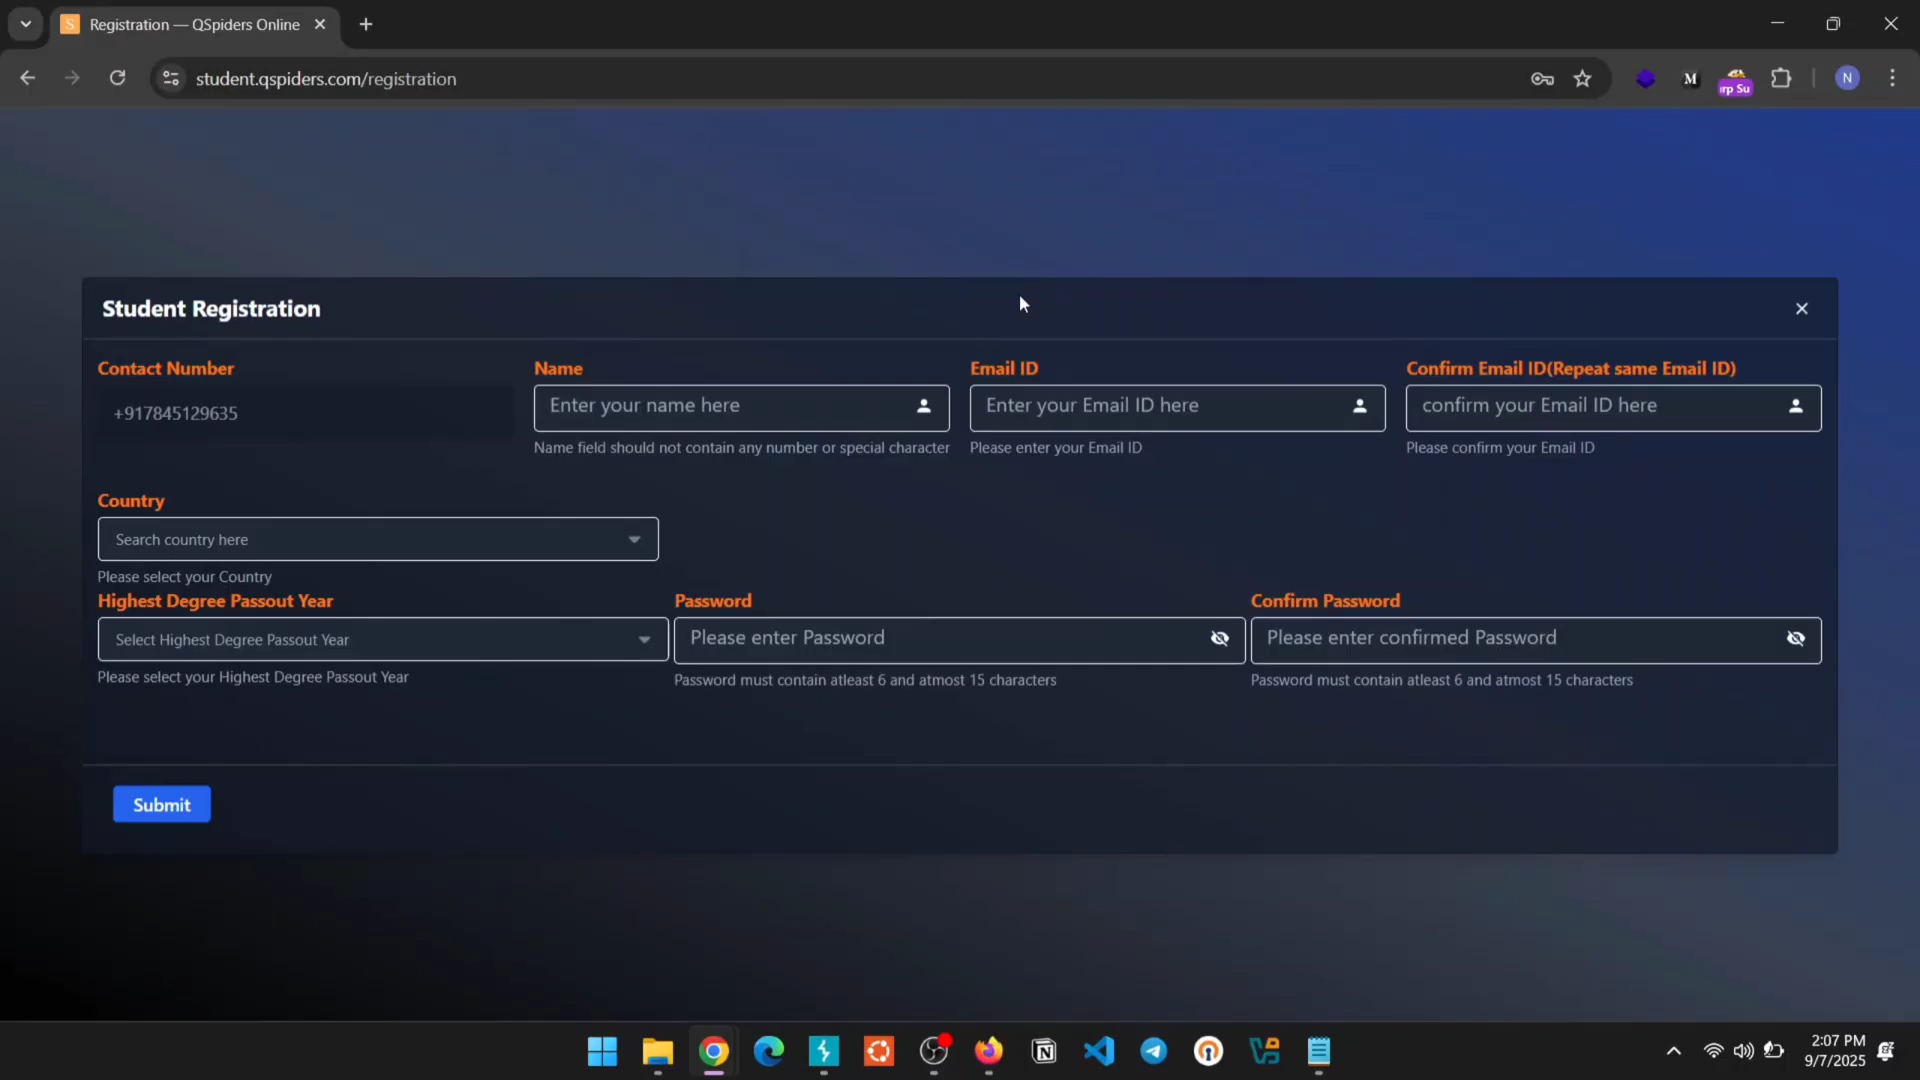 Registration — QSpiders Online
student.qspiders.com/registration
M
rp Su
N
Student Registration
Contact Number
Name
Email ID
Confirm Email ID(Repeat same Email ID)
+917845129635
Enter your name here
Enter your Email ID here
confirm your Email ID here
Name field should not contain any number or special character
Please enter your Email ID
Please confirm your Email ID
Country
Search country here
Please select your Country
Highest Degree Passout Year
Password
Confirm Password
Select Highest Degree Passout Year
Please enter Password
Please enter confirmed Password
Please select your Highest Degree Passout Year
Password must contain atleast 6 and atmost 15 characters
Password must contain atleast 6 and atmost 15 characters
Submit
2:07 PM
9/7/2025